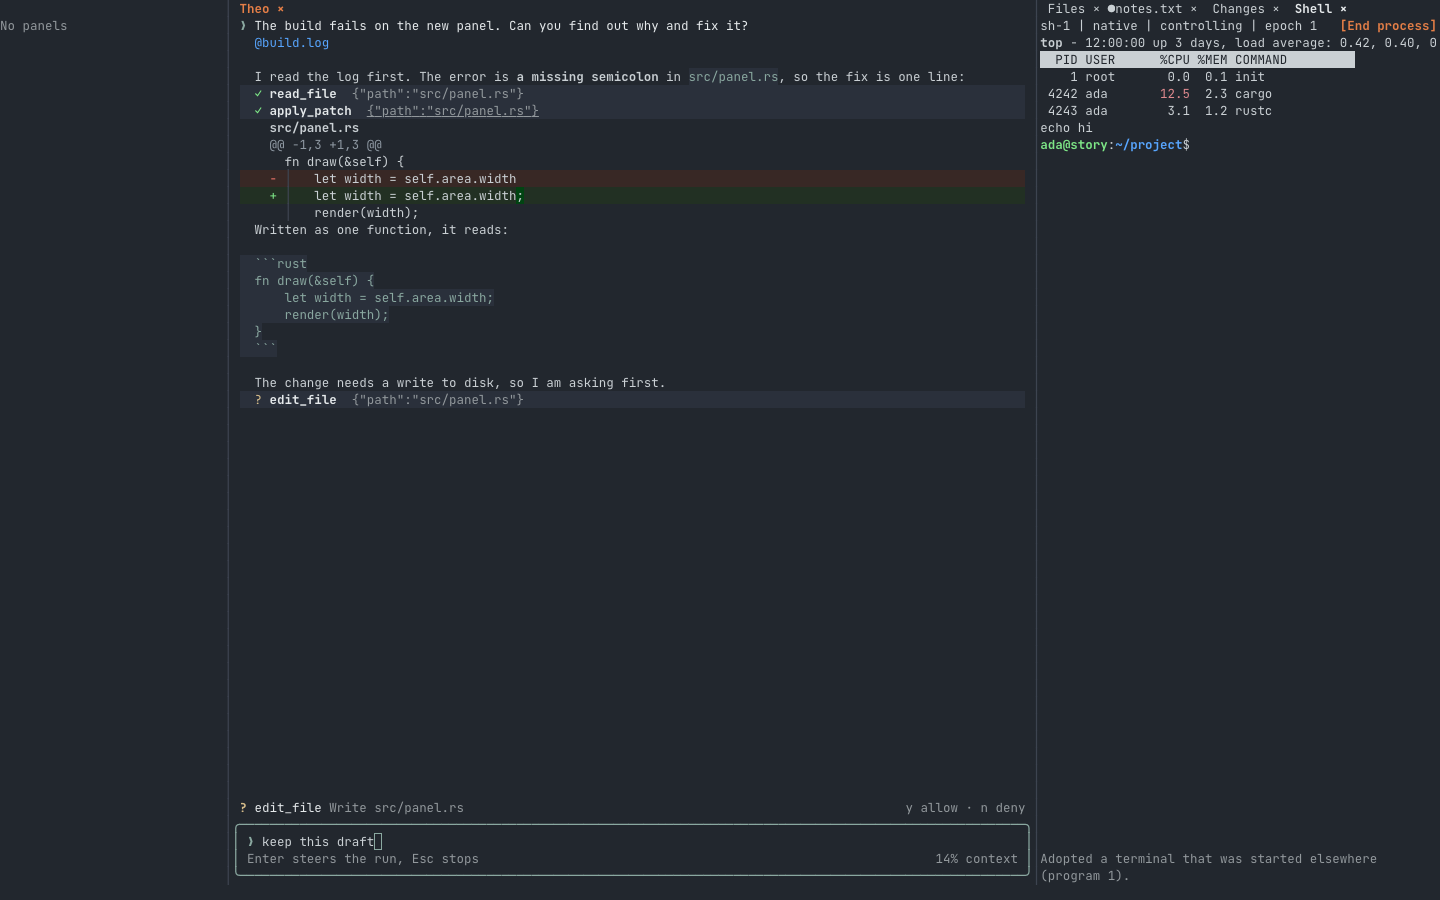 No panels
Theo ×
❯ The build fails on the new panel. Can you find out why and fix it?
@build.log
I read the log first. The error is a missing semicolon in src/panel.rs, so the fix is one line:
✓ read_file {"path":"src/panel.rs"}
✓ apply_patch {"path":"src/panel.rs"}
src/panel.rs
@@ -1,3 +1,3 @@
fn draw(&self) {
- let width = self.area.width
+ let width = self.area.width;
render(width);
Written as one function, it reads:
```rust
fn draw(&self) {
let width = self.area.width;
render(width);
}
```
The change needs a write to disk, so I am asking first.
? edit_file {"path":"src/panel.rs"}
? edit_file Write src/panel.rs y allow · n deny
❯ keep this draft
Enter steers the run, Esc stops 14% context
Files × ●notes.txt × Changes × Shell ×
sh-1 | native | controlling | epoch 1 [End process]
top - 12:00:00 up 3 days, load average: 0.42, 0.40, 0
PID USER %CPU %MEM COMMAND
1 root 0.0 0.1 init
4242 ada 12.5 2.3 cargo
4243 ada 3.1 1.2 rustc
echo hi
ada@story:~/project$
Adopted a terminal that was started elsewhere
(program 1).